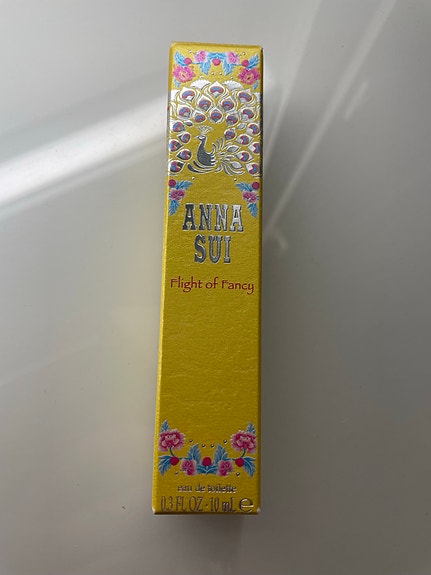 ANNA
SUI
Flight of Fancy
eau de toilette
0.3 FL OZ - 10 mL ℮